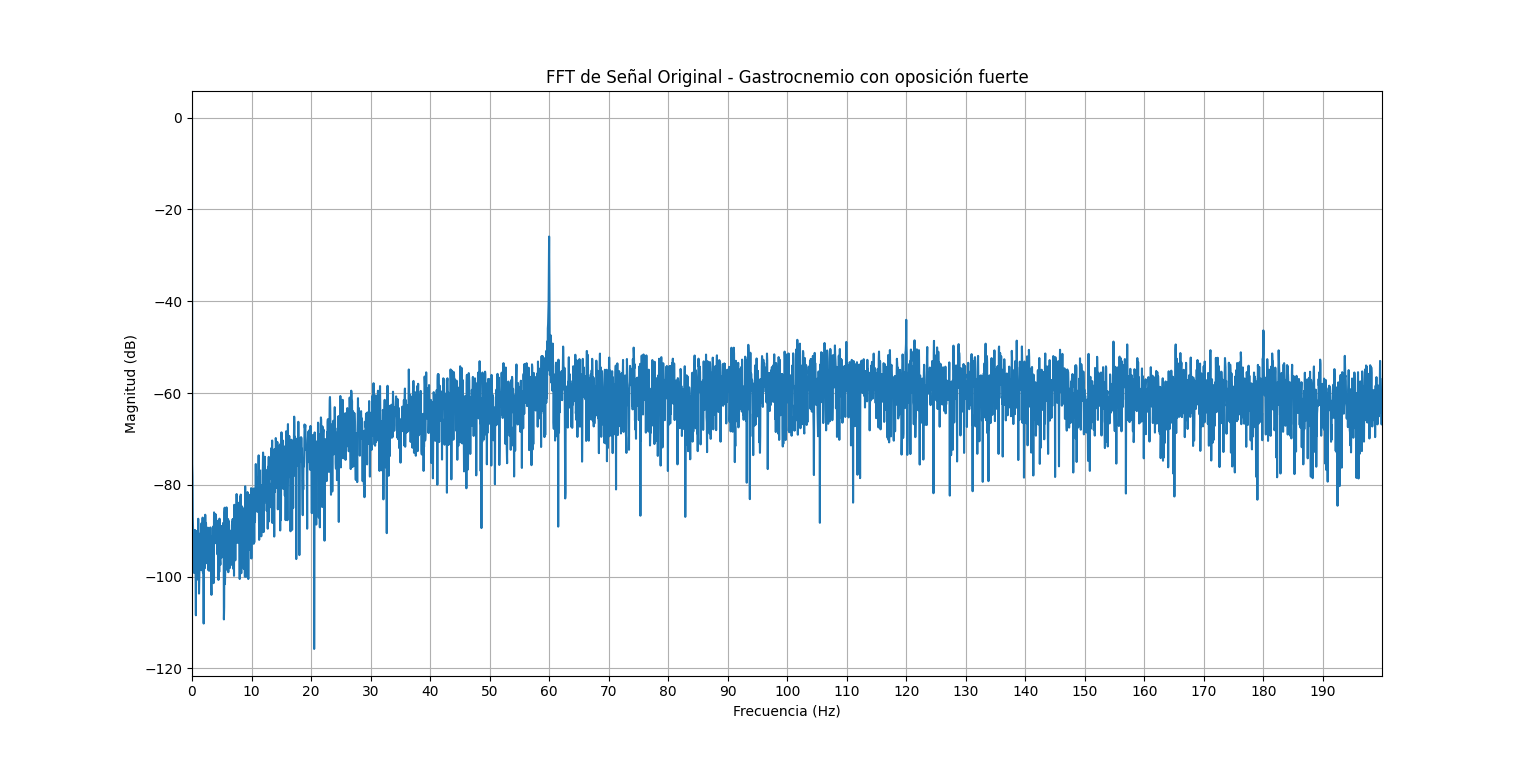 FFT de Señal Original - Gastrocnemio con oposición fuerte
Magnitud (dB)
0
−20
−40
−60
−80
−100
−120
0 10 20 30 40 50 60 70 80 90 100 110 120 130 140 150 160 170 180 190
Frecuencia (Hz)